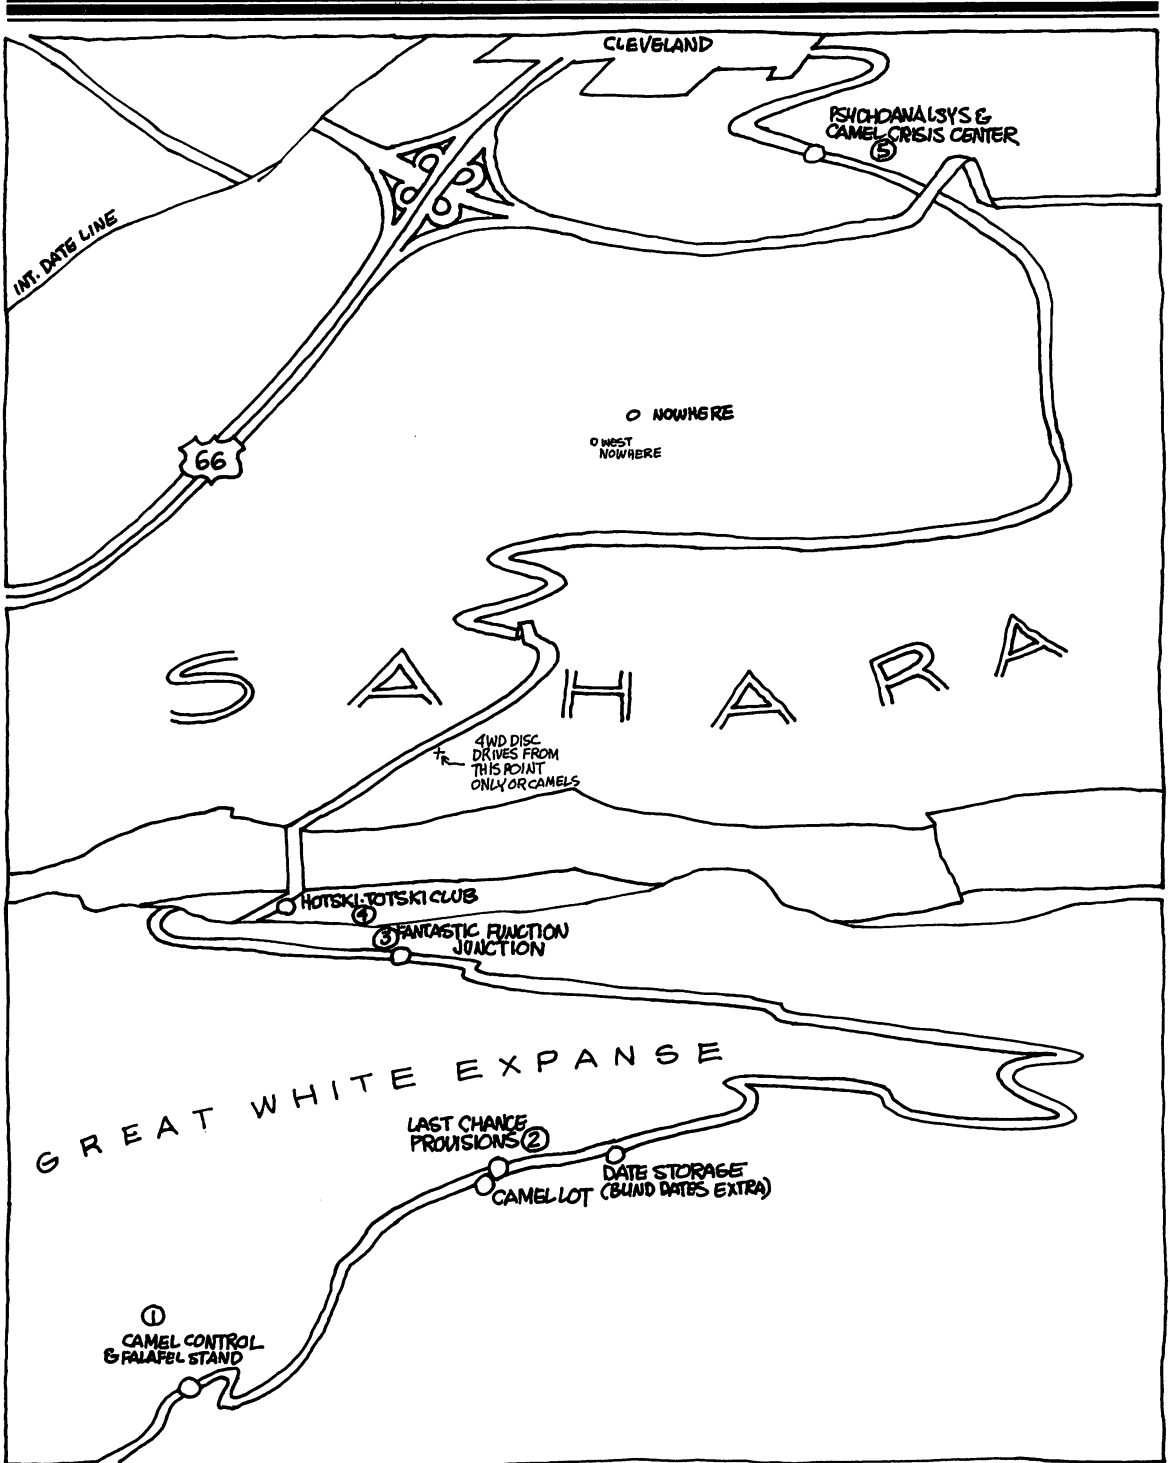 CLEVELAND
PSYCHOANALSYS &
CAMEL CRISIS CENTER
5
INT. DATE LINE
NOWHERE
WEST
NOWHERE
66
SAHARA
4WD DISC
DRIVES FROM
THIS POINT
ONLY OR CAMELS
HOTSKI-TOTSKI CLUB
4
3 FANTASTIC FUNCTION
JUNCTION
GREAT WHITE EXPANSE
LAST CHANCE
PROVISIONS 2
DATE STORAGE
(BLIND DATES EXTRA)
CAMEL LOT
1
CAMEL CONTROL
& FALAFEL STAND